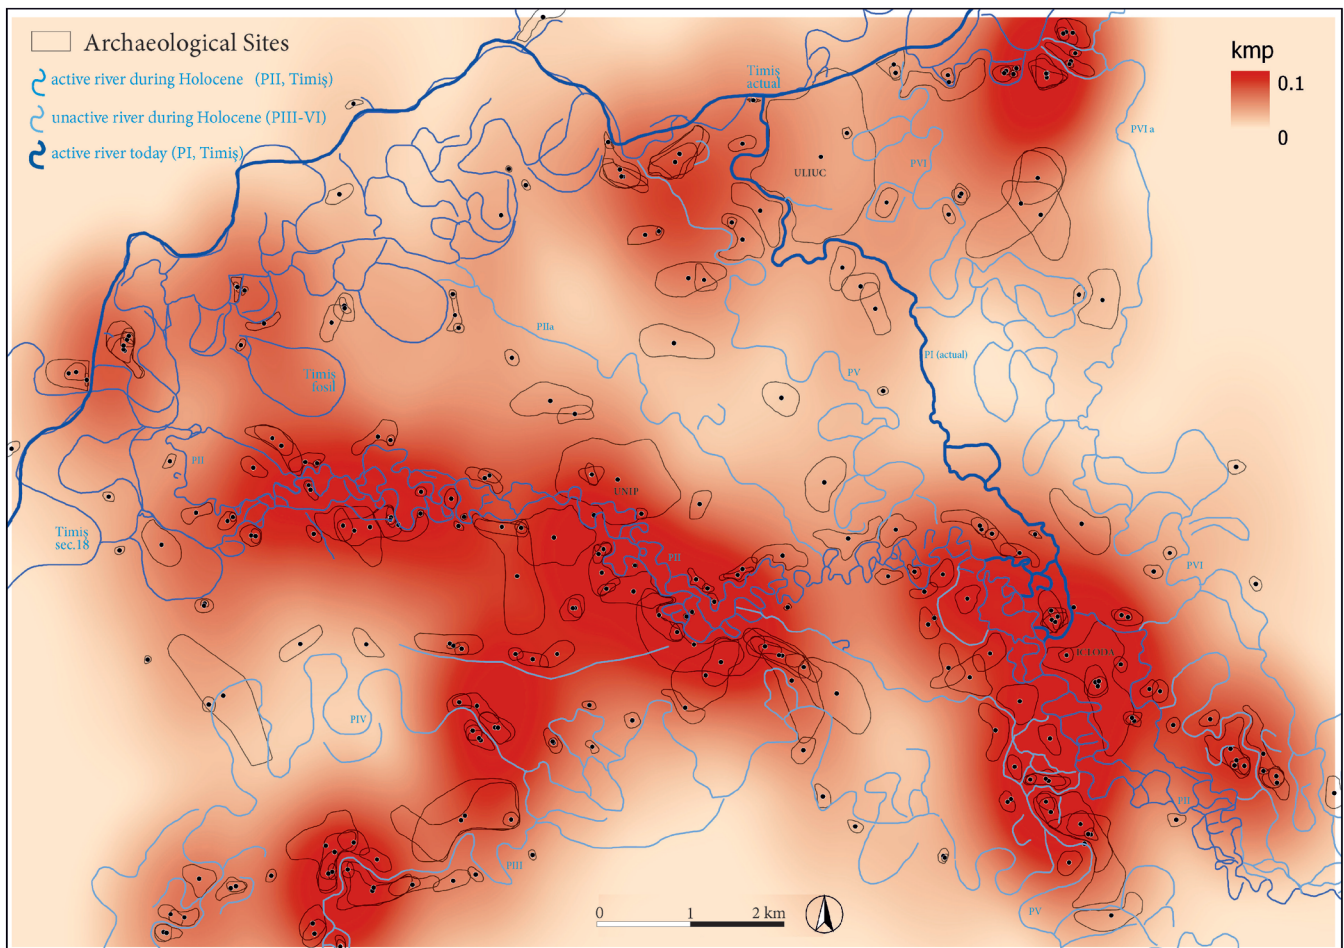 Archaeological Sites
active river during Holocene (PII, Timiș)
unactive river during Holocene (PIII-VI)
active river today (PI, Timiș)
Timiș
actual
kmp
0.1
0
PVI a
PVI
ULIUC
PIIa
PI (actual)
PV
Timiș
fosil
PII
UNIP
Timiș
sec.18
PII
PVI
ICLODA
PIV
PII
PIII
PV
0 1 2 km